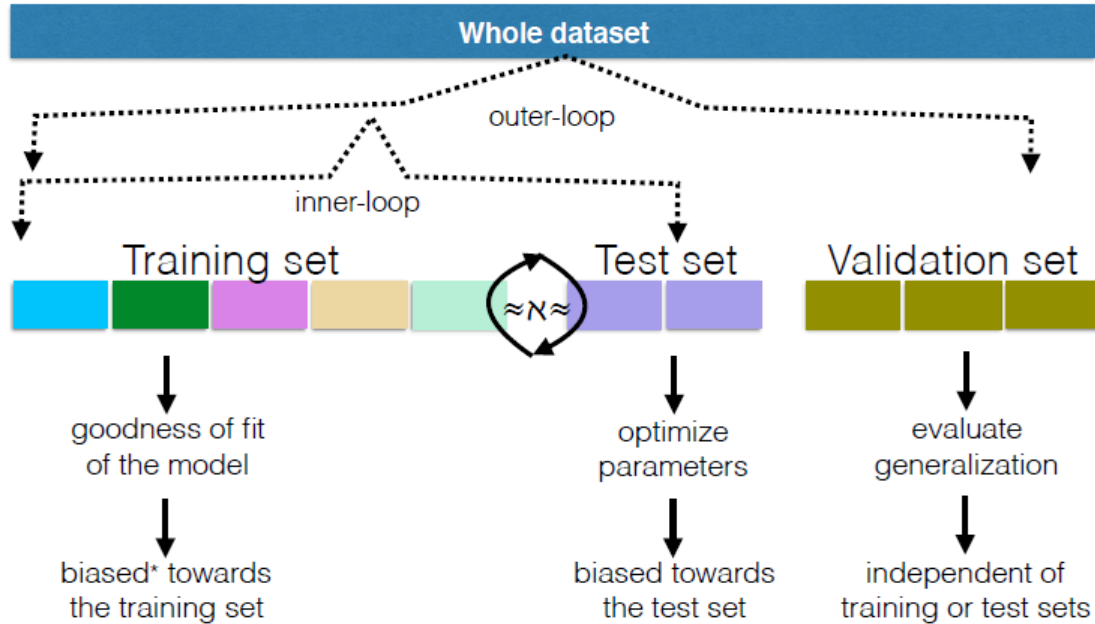 Whole dataset
outer-loop
inner-loop
Training set
Test set
Validation set
≈א≈
goodness of fit
of the model
optimize
parameters
evaluate
generalization
biased* towards
the training set
biased towards
the test set
independent of
training or test sets